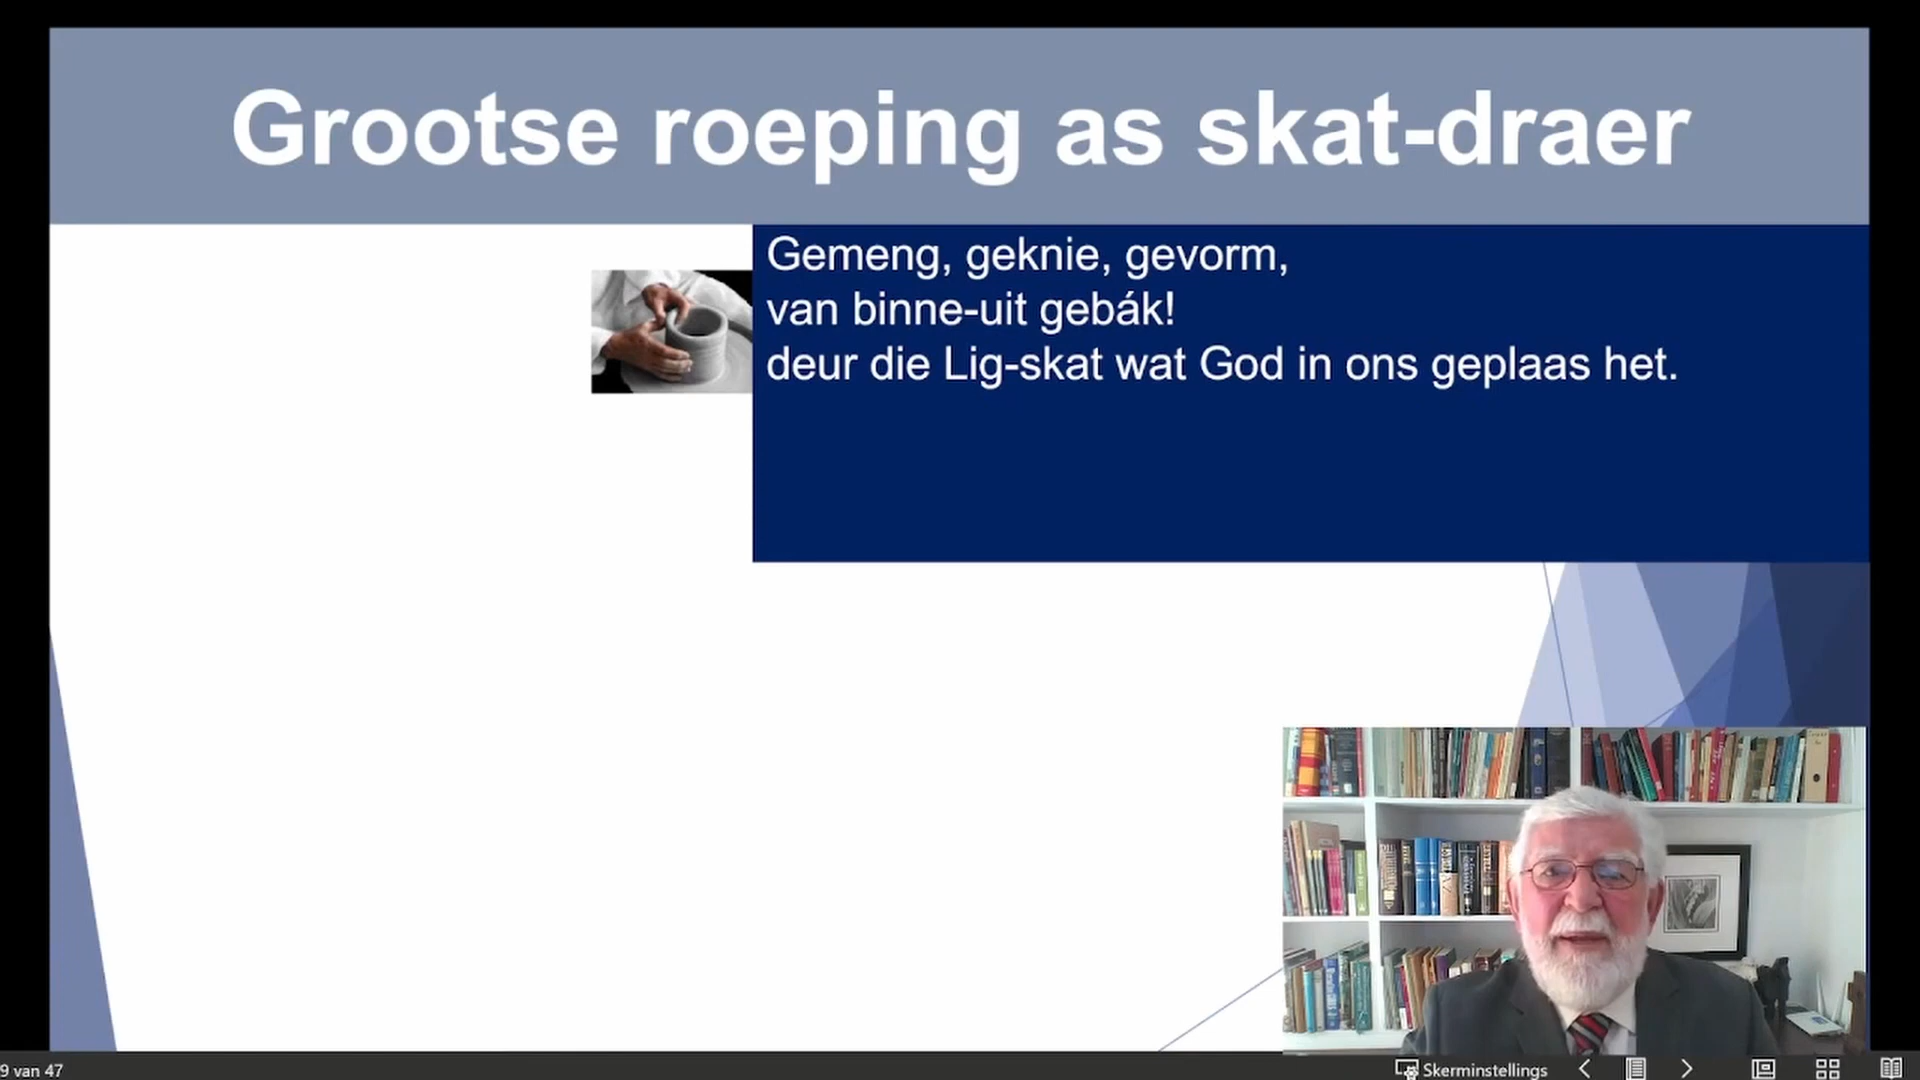 Grootse roeping as skat-draer
Gemeng, geknie, gevorm,
van binne-uit gebák!
deur die Lig-skat wat God in ons geplaas het.
9 van 47
Skerminstellings